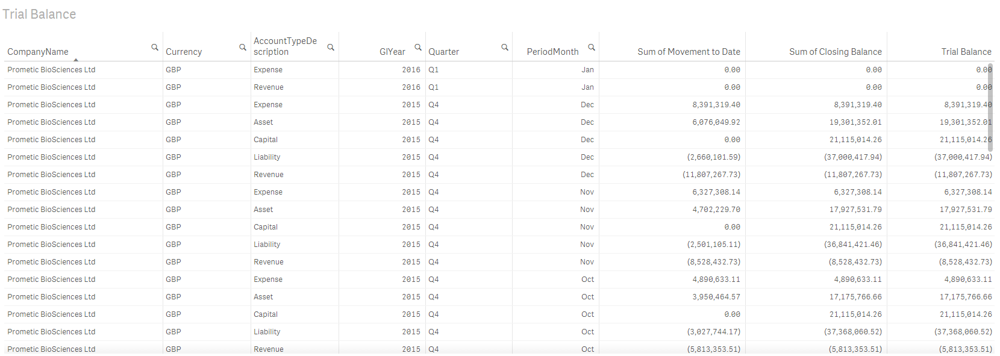 Trial Balance
CompanyName Currency AccountTypeDe
scription GlYear Quarter PeriodMonth Sum of Movement to Date Sum of Closing Balance Trial Balance
Prometic BioSciences Ltd GBP Expense 2016 Q1 Jan 0.00 0.00 0.00
Prometic BioSciences Ltd GBP Revenue 2016 Q1 Jan 0.00 0.00 0.00
Prometic BioSciences Ltd GBP Expense 2015 Q4 Dec 8,391,319.40 8,391,319.40 8,391,319.40
Prometic BioSciences Ltd GBP Asset 2015 Q4 Dec 6,076,049.92 19,301,352.01 19,301,352.01
Prometic BioSciences Ltd GBP Capital 2015 Q4 Dec 0.00 21,115,014.26 21,115,014.26
Prometic BioSciences Ltd GBP Liability 2015 Q4 Dec (2,660,101.59) (37,000,417.94) (37,000,417.94)
Prometic BioSciences Ltd GBP Revenue 2015 Q4 Dec (11,807,267.73) (11,807,267.73) (11,807,267.73)
Prometic BioSciences Ltd GBP Expense 2015 Q4 Nov 6,327,308.14 6,327,308.14 6,327,308.14
Prometic BioSciences Ltd GBP Asset 2015 Q4 Nov 4,702,229.70 17,927,531.79 17,927,531.79
Prometic BioSciences Ltd GBP Capital 2015 Q4 Nov 0.00 21,115,014.26 21,115,014.26
Prometic BioSciences Ltd GBP Liability 2015 Q4 Nov (2,501,105.11) (36,841,421.46) (36,841,421.46)
Prometic BioSciences Ltd GBP Revenue 2015 Q4 Nov (8,528,432.73) (8,528,432.73) (8,528,432.73)
Prometic BioSciences Ltd GBP Expense 2015 Q4 Oct 4,890,633.11 4,890,633.11 4,890,633.11
Prometic BioSciences Ltd GBP Asset 2015 Q4 Oct 3,950,464.57 17,175,766.66 17,175,766.66
Prometic BioSciences Ltd GBP Capital 2015 Q4 Oct 0.00 21,115,014.26 21,115,014.26
Prometic BioSciences Ltd GBP Liability 2015 Q4 Oct (3,027,744.17) (37,368,060.52) (37,368,060.52)
Prometic BioSciences Ltd GBP Revenue 2015 Q4 Oct (5,813,353.51) (5,813,353.51) (5,813,353.51)